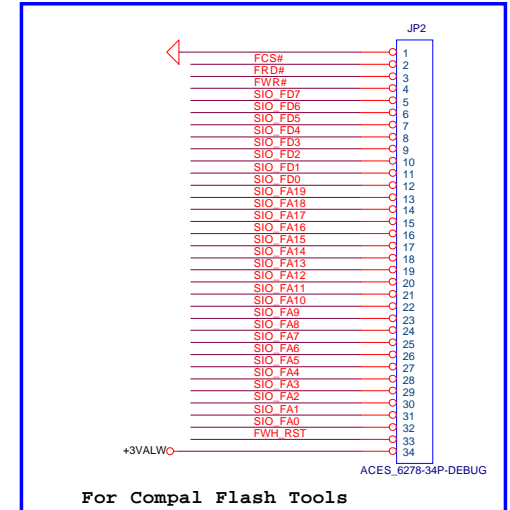 JP2
1
FCS# 2
FRD# 3
FWR# 4
SIO_FD7 5
SIO_FD6 6
SIO_FD5 7
SIO_FD4 8
SIO_FD3 9
SIO_FD2 10
SIO_FD1 11
SIO_FD0 12
SIO_FA19 13
SIO_FA18 14
SIO_FA17 15
SIO_FA16 16
SIO_FA15 17
SIO_FA14 18
SIO_FA13 19
SIO_FA12 20
SIO_FA11 21
SIO_FA10 22
SIO_FA9 23
SIO_FA8 24
SIO_FA7 25
SIO_FA6 26
SIO_FA5 27
SIO_FA4 28
SIO_FA3 29
SIO_FA2 30
SIO_FA1 31
SIO_FA0 32
FWH_RST 33
+3VALW 34
ACES_6278-34P-DEBUG
For Compal Flash Tools